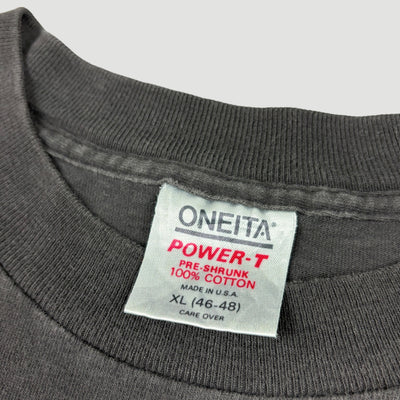 ONEITA®
POWER-T
PRE-SHRUNK
100% COTTON
MADE IN U.S.A.
XL (46-48)
CARE OVER